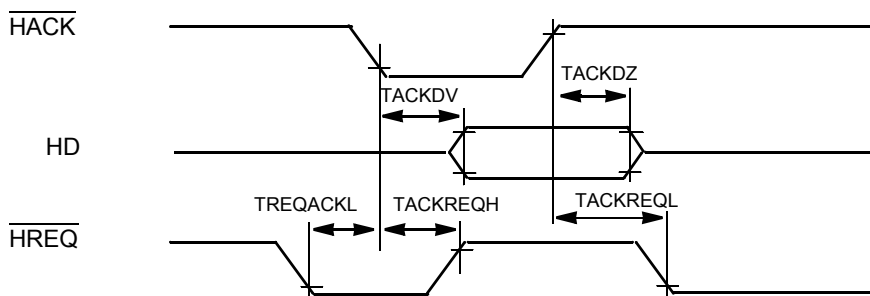 HACK
TACKDZ
TACKDV
HD
TREQACKL TACKREQH TACKREQL
HREQ